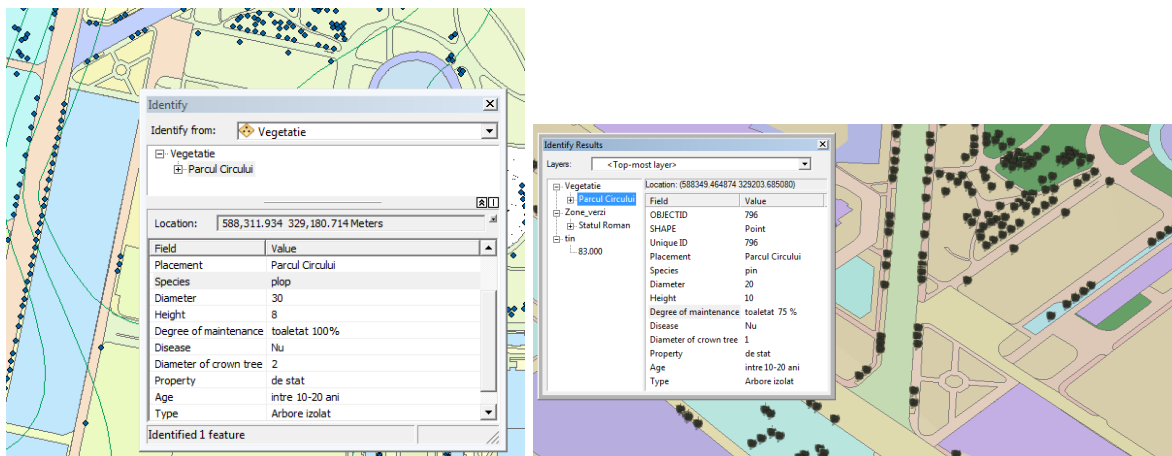 Identify
Identify from: Vegetatie
Vegetatie
Parcul Circului
Location: 588,311.934 329,180.714 Meters
Field Value
Placement Parcul Circului
Species plop
Diameter 30
Height 8
Degree of maintenance toaletat 100%
Disease Nu
Diameter of crown tree 2
Property de stat
Age intre 10-20 ani
Type Arbore izolat
Identified 1 feature
Identify Results
Layers: <Top-most layer>
Vegetatie
Parcul Circului
Zone_verzi
Statul Roman
tin
83.000
Location: (588349.464874 329203.685080)
Field Value
OBJECTID 796
SHAPE Point
Unique ID 796
Placement Parcul Circului
Species pin
Diameter 20
Height 10
Degree of maintenance toaletat 75 %
Disease Nu
Diameter of crown tree 1
Property de stat
Age intre 10-20 ani
Type Arbore izolat